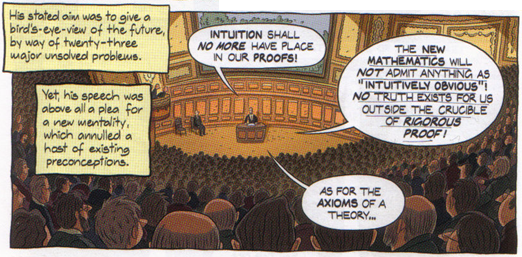 His stated aim was to give a
bird's-eye-view of the future,
by way of twenty-three
major unsolved problems.
Yet, his speech was
above all a plea for
a new mentality,
which annulled a
host of existing
preconceptions.
INTUITION SHALL
NO MORE HAVE PLACE
IN OUR PROOFS!
THE NEW
MATHEMATICS WILL
NOT ADMIT ANYTHING AS
"INTUITIVELY OBVIOUS"!
NO TRUTH EXISTS FOR US
OUTSIDE THE CRUCIBLE
OF RIGOROUS
PROOF!
AS FOR THE
AXIOMS OF A
THEORY...